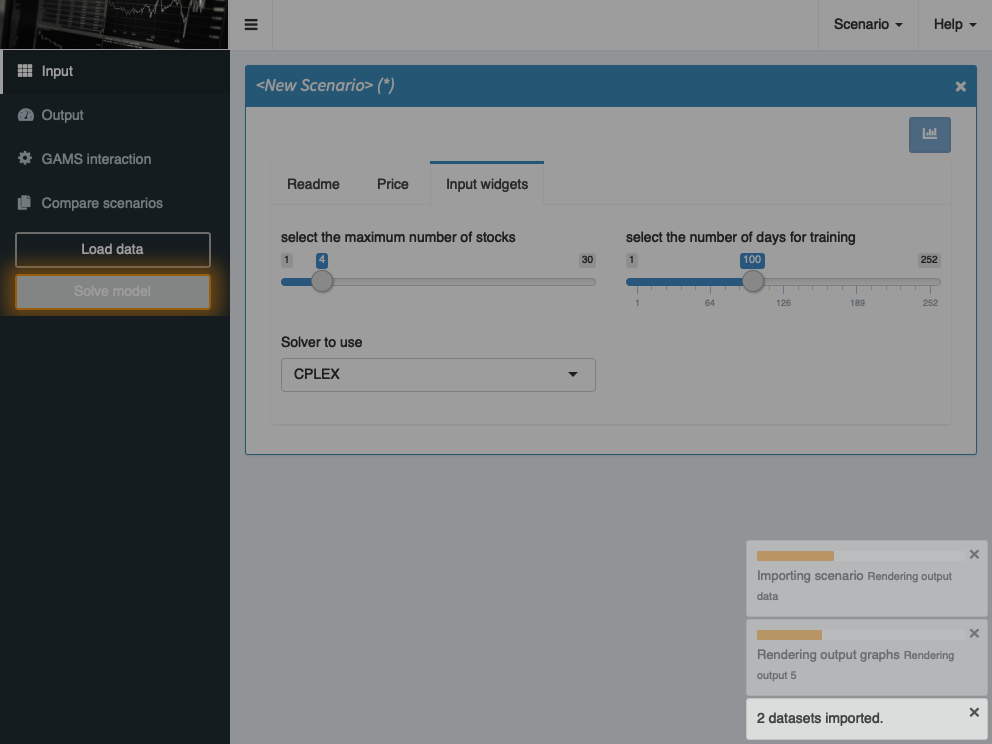 Scenario
Help
Input
Output
GAMS interaction
Compare scenarios
Load data
Solve model
<New Scenario> (*)
Readme
Price
Input widgets
select the maximum number of stocks
1
4
30
select the number of days for training
1
100
252
1
64
126
189
252
Solver to use
CPLEX
Importing scenario Rendering output
data
Rendering output graphs Rendering
output 5
2 datasets imported.